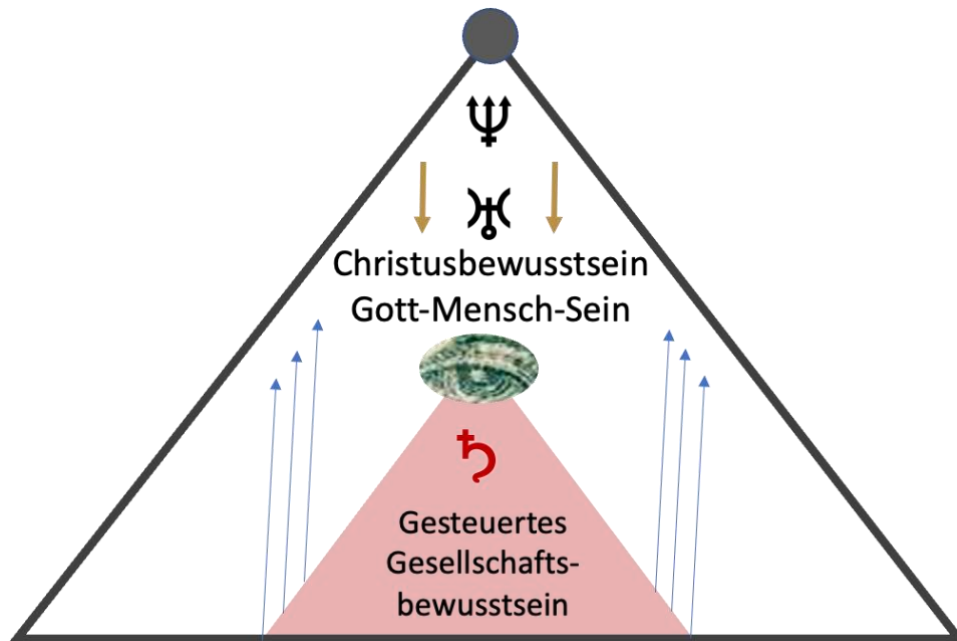 ♆
♅
Christusbewusstsein
Gott-Mensch-Sein
♄
Gesteuertes
Gesellschafts-
bewusstsein